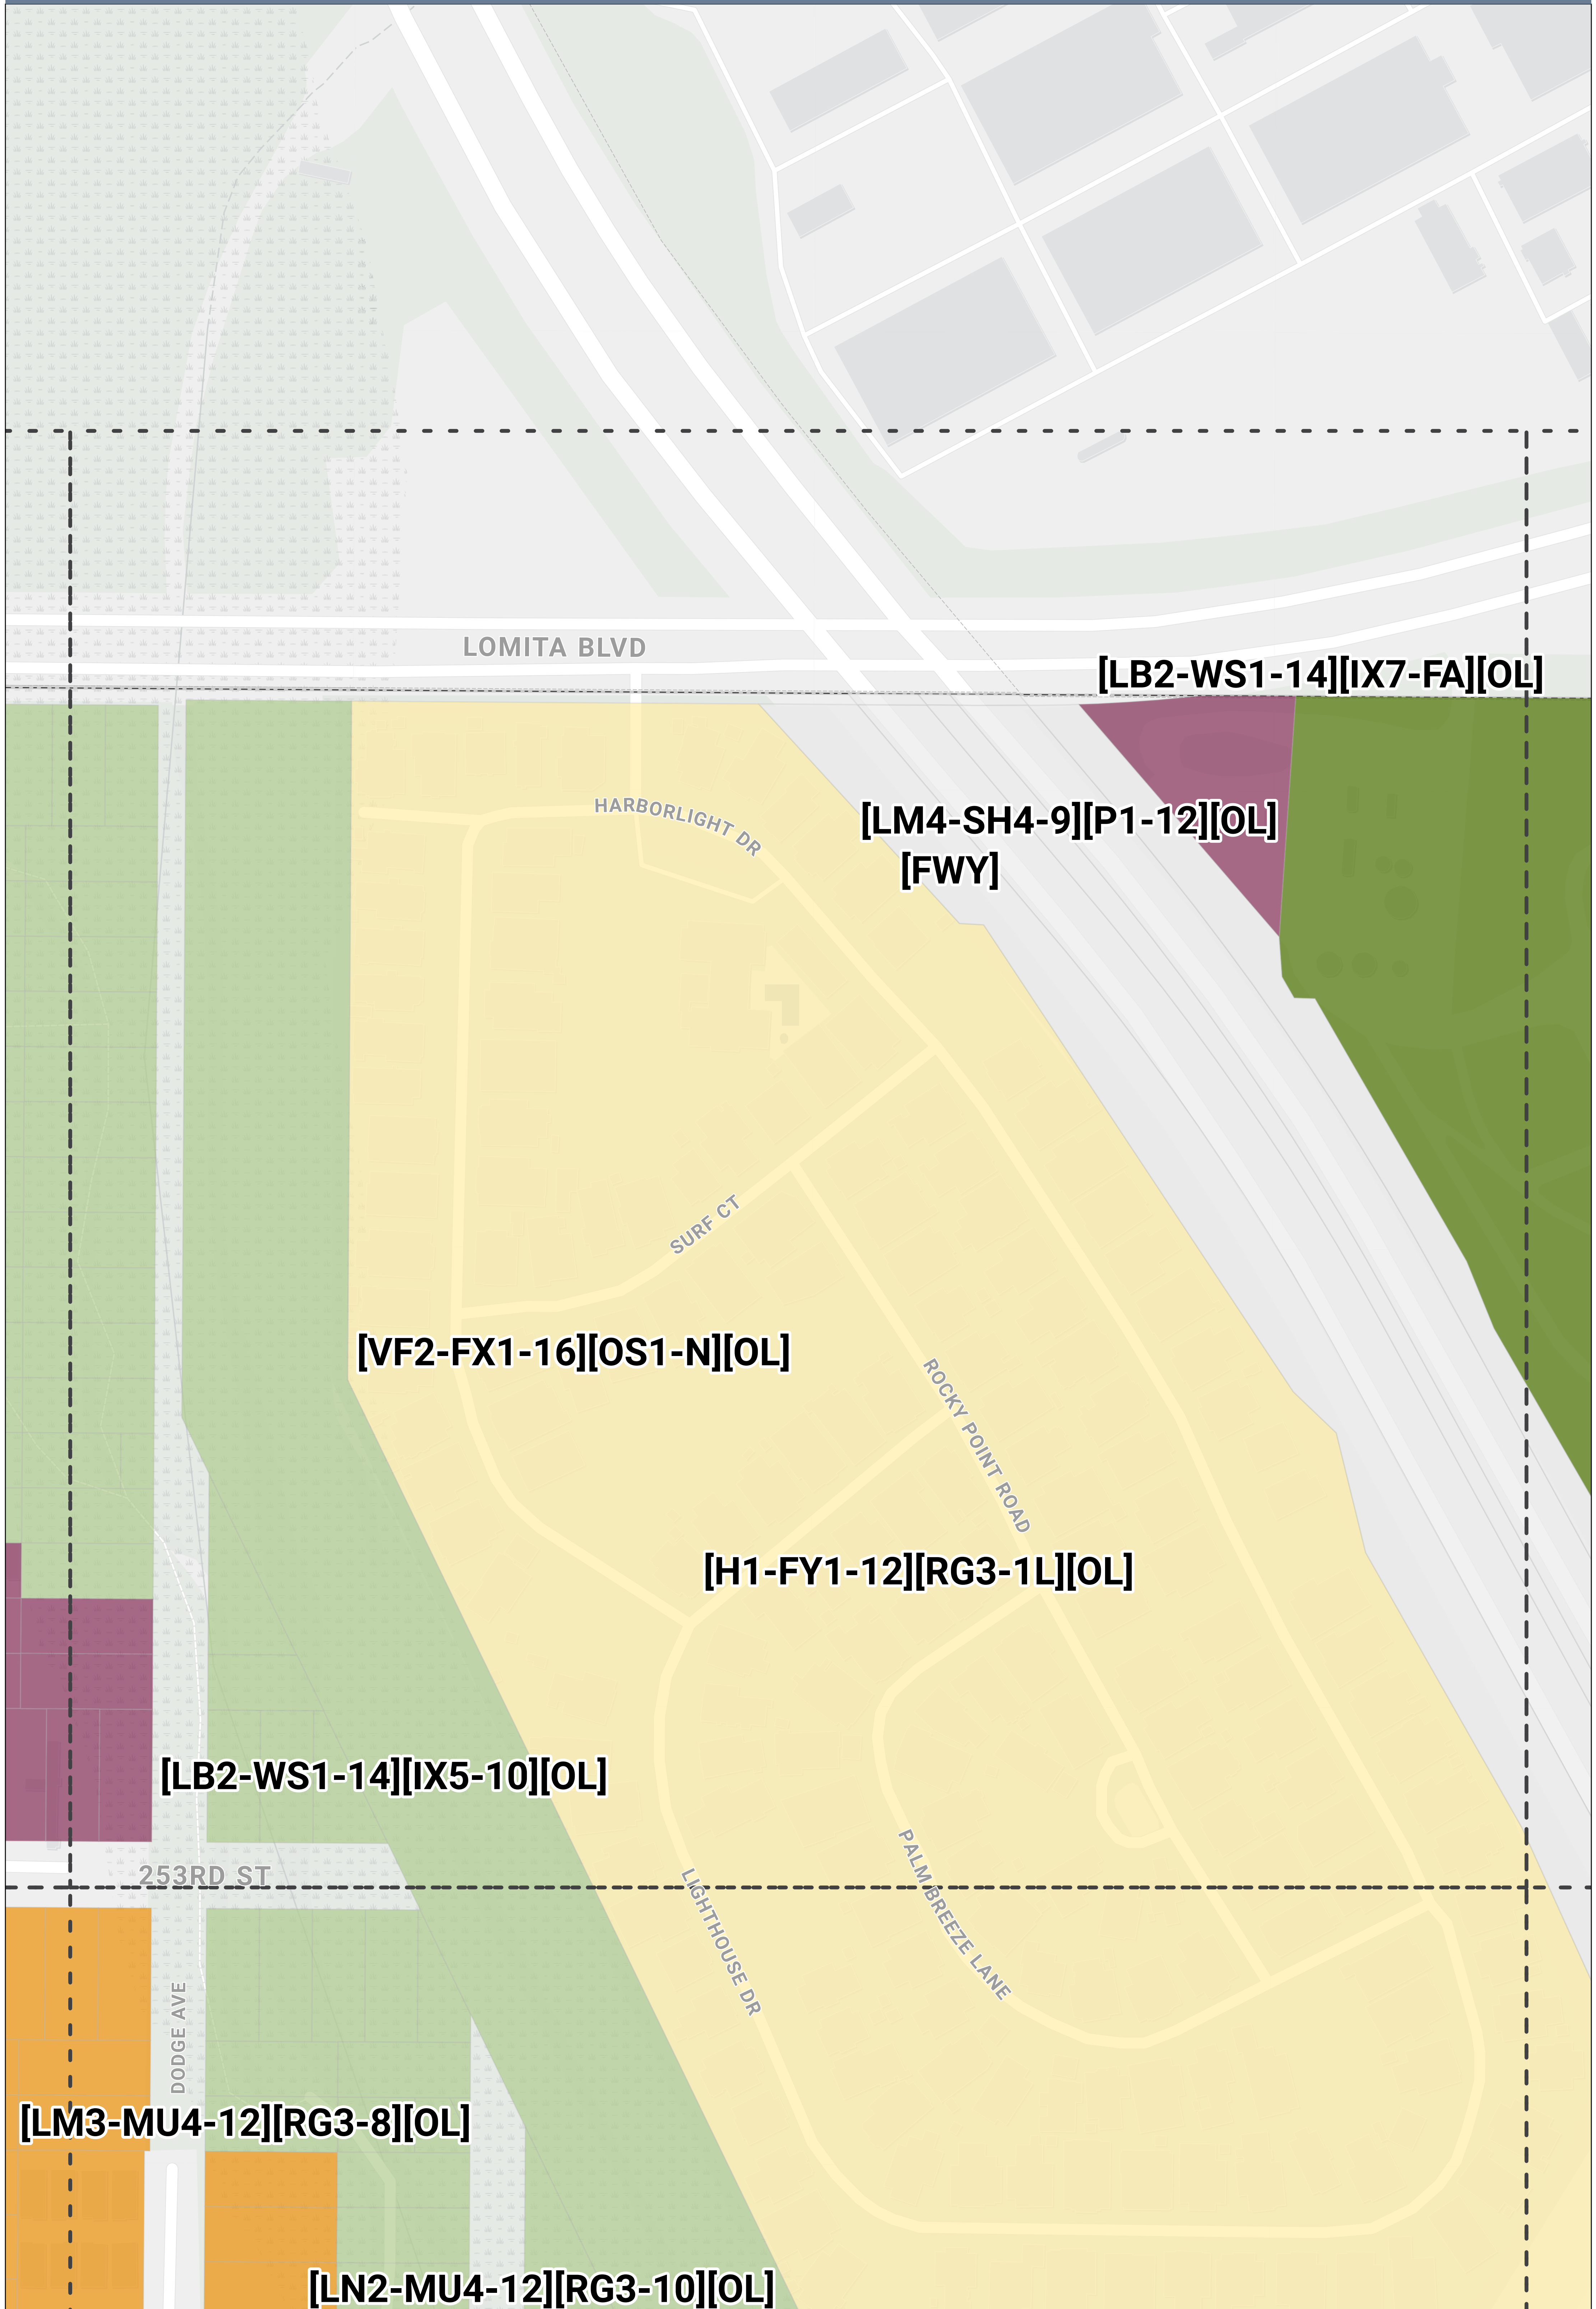 LOMITA BLVD
[LB2-WS1-14][IX7-FA][OL]
HARBORLIGHT DR
[LM4-SH4-9][P1-12][OL]
[FWY]
SURF CT
[VF2-FX1-16][OS1-N][OL]
ROCKY POINT ROAD
[H1-FY1-12][RG3-1L][OL]
[LB2-WS1-14][IX5-10][OL]
253RD ST
LIGHTHOUSE DR
PALM BREEZE LANE
DODGE AVE
[LM3-MU4-12][RG3-8][OL]
[LN2-MU4-12][RG3-10][OL]